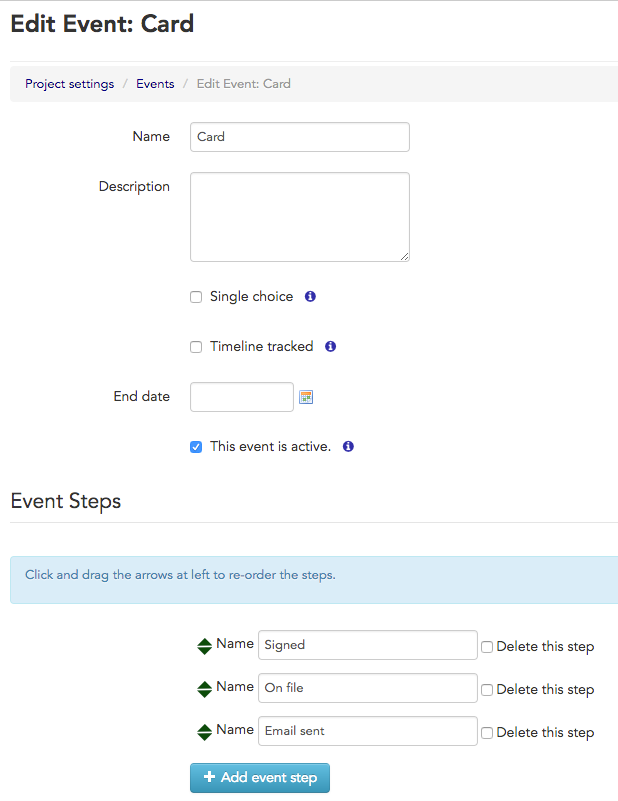 Edit Event: Card
Project settings / Events / Edit Event: Card
Name Card
Description
Single choice
Timeline tracked
End date
This event is active.
Event Steps
Click and drag the arrows at left to re-order the steps.
Name Signed Delete this step
Name On file Delete this step
Name Email sent Delete this step
+ Add event step